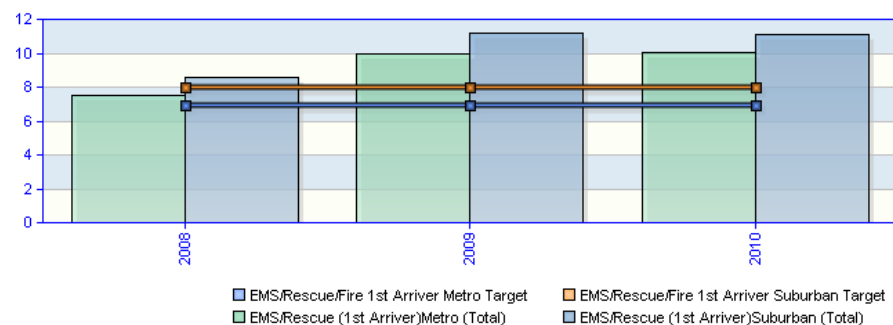 12
10
8
6
4
2
0
2008 2009 2010
EMS/Rescue/Fire 1st Arriver Metro Target EMS/Rescue/Fire 1st Arriver Suburban Target
EMS/Rescue (1st Arriver)Metro (Total) EMS/Rescue (1st Arriver)Suburban (Total)